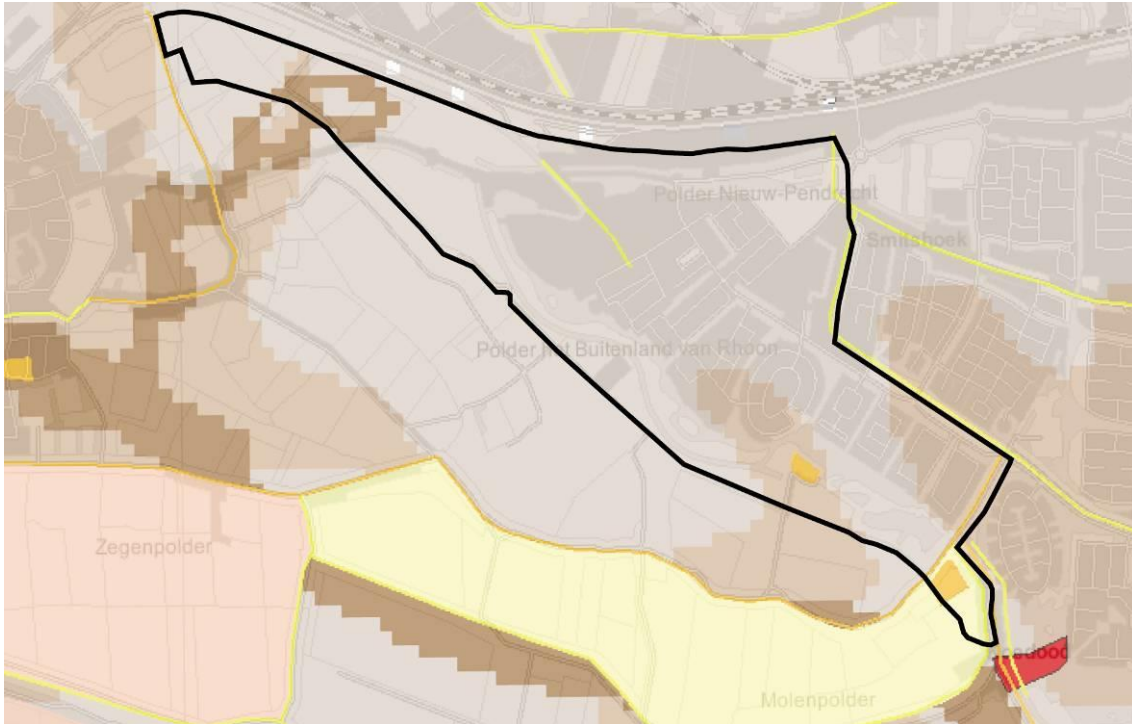 Polder Nieuw-Pendrecht
Smitshoek
Polder het Buitenland van Rhoon
Zegenpolder
Molenpolder